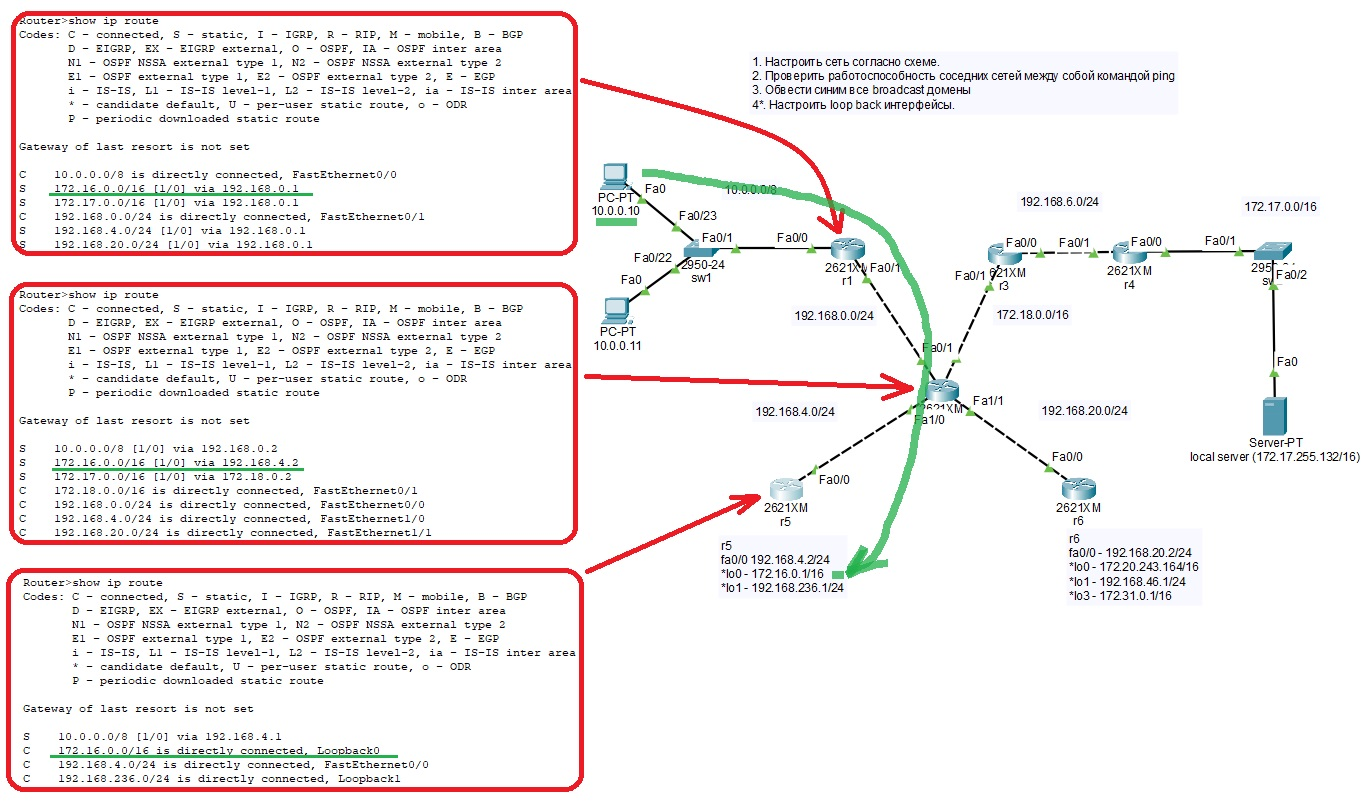 Router>show ip route
Codes: C - connected, S - static, I - IGRP, R - RIP, M - mobile, B - BGP
D - EIGRP, EX - EIGRP external, O - OSPF, IA - OSPF inter area
N1 - OSPF NSSA external type 1, N2 - OSPF NSSA external type 2
E1 - OSPF external type 1, E2 - OSPF external type 2, E - EGP
i - IS-IS, L1 - IS-IS level-1, L2 - IS-IS level-2, ia - IS-IS inter area
* - candidate default, U - per-user static route, o - ODR
P - periodic downloaded static route
Gateway of last resort is not set
C 10.0.0.0/8 is directly connected, FastEthernet0/0
S 172.16.0.0/16 [1/0] via 192.168.0.1
S 172.17.0.0/16 [1/0] via 192.168.0.1
C 192.168.0.0/24 is directly connected, FastEthernet0/1
S 192.168.4.0/24 [1/0] via 192.168.0.1
S 192.168.20.0/24 [1/0] via 192.168.0.1
Router>show ip route
Codes: C - connected, S - static, I - IGRP, R - RIP, M - mobile, B - BGP
D - EIGRP, EX - EIGRP external, O - OSPF, IA - OSPF inter area
N1 - OSPF NSSA external type 1, N2 - OSPF NSSA external type 2
E1 - OSPF external type 1, E2 - OSPF external type 2, E - EGP
i - IS-IS, L1 - IS-IS level-1, L2 - IS-IS level-2, ia - IS-IS inter area
* - candidate default, U - per-user static route, o - ODR
P - periodic downloaded static route
Gateway of last resort is not set
S 10.0.0.0/8 [1/0] via 192.168.0.2
S 172.16.0.0/16 [1/0] via 192.168.4.2
S 172.17.0.0/16 [1/0] via 172.18.0.2
C 172.18.0.0/16 is directly connected, FastEthernet0/1
C 192.168.0.0/24 is directly connected, FastEthernet0/0
C 192.168.4.0/24 is directly connected, FastEthernet1/0
C 192.168.20.0/24 is directly connected, FastEthernet1/1
Router>show ip route
Codes: C - connected, S - static, I - IGRP, R - RIP, M - mobile, B - BGP
D - EIGRP, EX - EIGRP external, O - OSPF, IA - OSPF inter area
N1 - OSPF NSSA external type 1, N2 - OSPF NSSA external type 2
E1 - OSPF external type 1, E2 - OSPF external type 2, E - EGP
i - IS-IS, L1 - IS-IS level-1, L2 - IS-IS level-2, ia - IS-IS inter area
* - candidate default, U - per-user static route, o - ODR
P - periodic downloaded static route
Gateway of last resort is not set
S 10.0.0.0/8 [1/0] via 192.168.4.1
C 172.16.0.0/16 is directly connected, Loopback0
C 192.168.4.0/24 is directly connected, FastEthernet0/0
C 192.168.236.0/24 is directly connected, Loopback1
1. Настроить сеть согласно схеме.
2. Проверить работоспособность соседних сетей между собой командой ping
3. Обвести синим все broadcast домены
4*. Настроить loop back интерфейсы.
PC-PT
10.0.0.10
Fa0
10.0.0.0/8
Fa0/23
Fa0/22
Fa0/1
2950-24
sw1
Fa0
PC-PT
10.0.0.11
Fa0/0
2621XM
r1
Fa0/1
192.168.0.0/24
192.168.6.0/24
172.17.0.0/16
Fa0/0
Fa0/1
Fa0/0
Fa0/1
Fa0/1
621XM
r3
2621XM
r4
Fa0/2
172.18.0.0/16
Fa0/1
2621XM
Fa1/0
Fa1/1
192.168.4.0/24
192.168.20.0/24
Fa0
Server-PT
local server (172.17.255.132/16)
Fa0/0
2621XM
r5
Fa0/0
2621XM
r6
r5
fa0/0 192.168.4.2/24
*lo0 - 172.16.0.1/16
*lo1 - 192.168.236.1/24
r6
fa0/0 - 192.168.20.2/24
*lo0 - 172.20.243.164/16
*lo1 - 192.168.46.1/24
*lo3 - 172.31.0.1/16